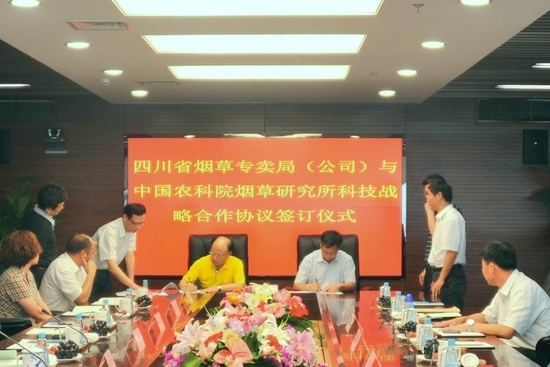 四川省烟草专卖局（公司）与
中国农科院烟草研究所科技战
略合作协议签订仪式